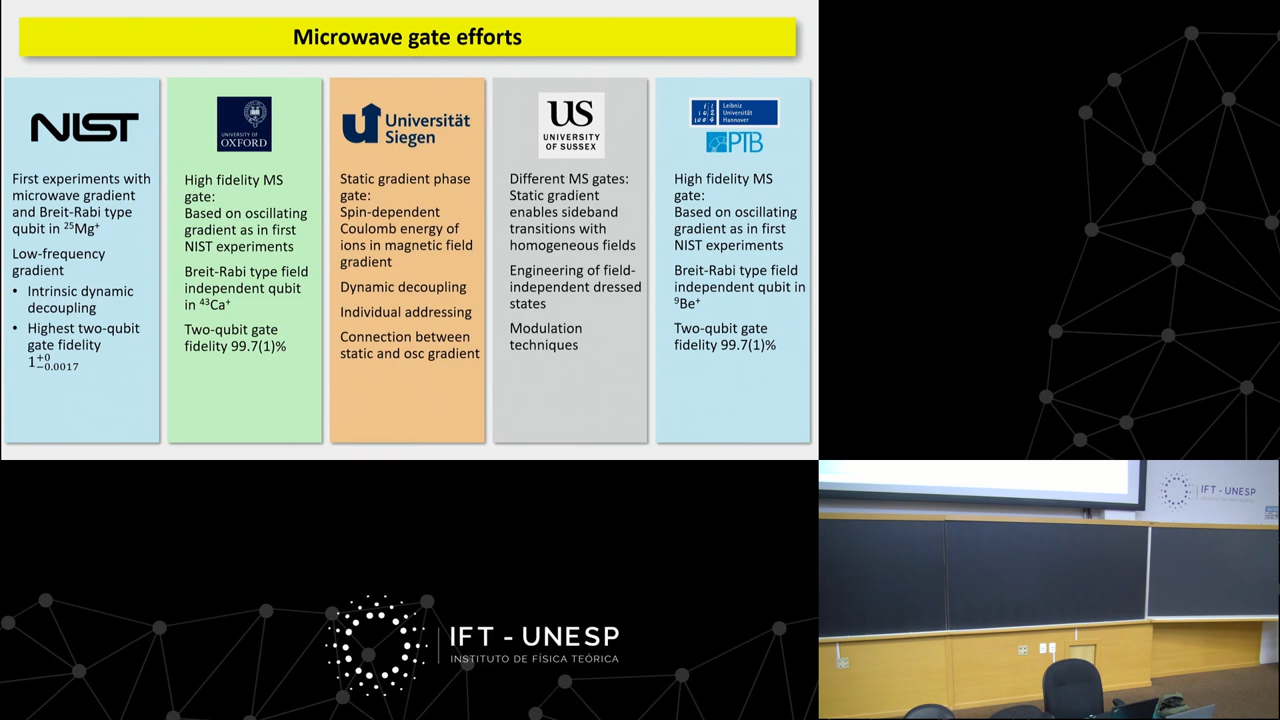 Microwave gate efforts
NIST
First experiments with
microwave gradient
and Breit-Rabi type
qubit in ²⁵Mg⁺
Low-frequency
gradient
• Intrinsic dynamic
decoupling
• Highest two-qubit
gate fidelity
1⁺⁰₋₀.₀₀₁₇
UNIVERSITY OF
OXFORD
High fidelity MS
gate:
Based on oscillating
gradient as in first
NIST experiments
Breit-Rabi type field
independent qubit
in ⁴³Ca⁺
Two-qubit gate
fidelity 99.7(1)%
Universität
Siegen
Static gradient phase
gate:
Spin-dependent
Coulomb energy of
ions in magnetic field
gradient
Dynamic decoupling
Individual addressing
Connection between
static and osc gradient
US
UNIVERSITY
OF SUSSEX
Different MS gates:
Static gradient
enables sideband
transitions with
homogeneous fields
Engineering of field-
independent dressed
states
Modulation
techniques
Leibniz
Universität
Hannover
PTB
High fidelity MS
gate:
Based on oscillating
gradient as in first
NIST experiments
Breit-Rabi type field
independent qubit in
⁹Be⁺
Two-qubit gate
fidelity 99.7(1)%
IFT - UNESP
IFT - UNESP
INSTITUTO DE FÍSICA TEÓRICA